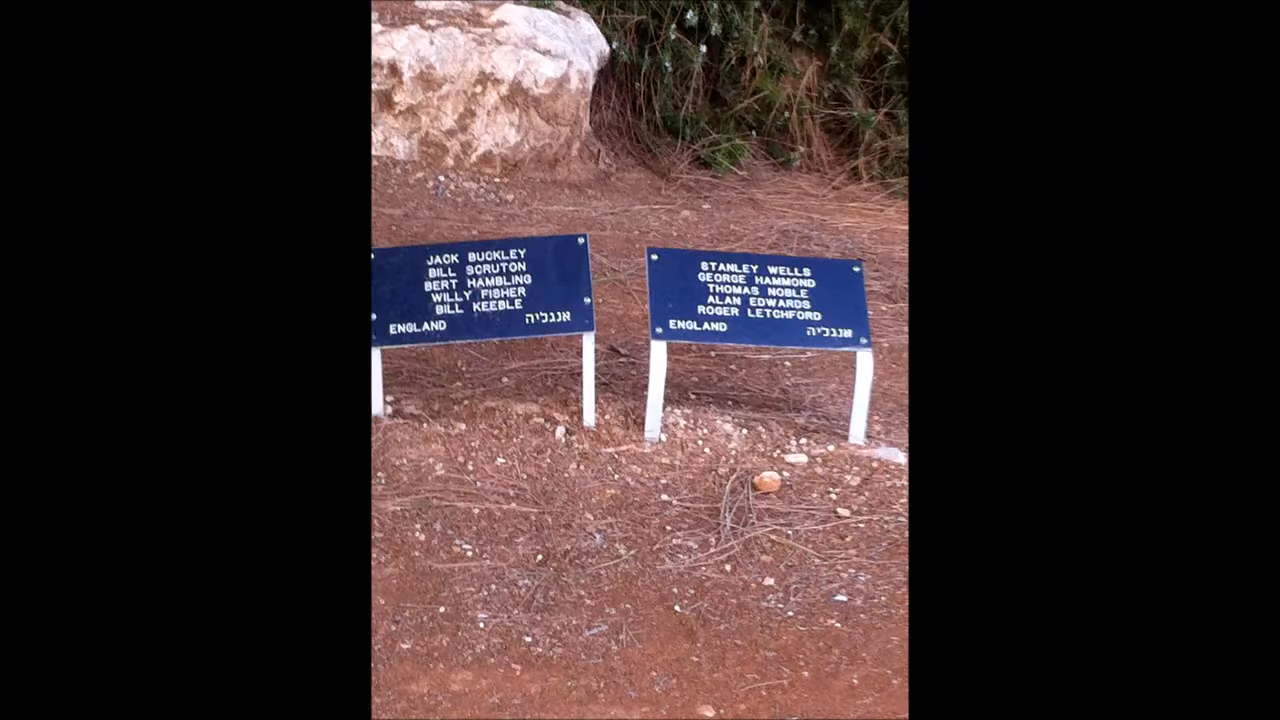 JACK BUCKLEY
BILL SCRUTON
BERT HAMBLING
WILLY FISHER
BILL KEEBLE
ENGLAND אנגליה
STANLEY WELLS
GEORGE HAMMOND
THOMAS NOBLE
ALAN EDWARDS
ROGER LETCHFORD
ENGLAND אנגליה